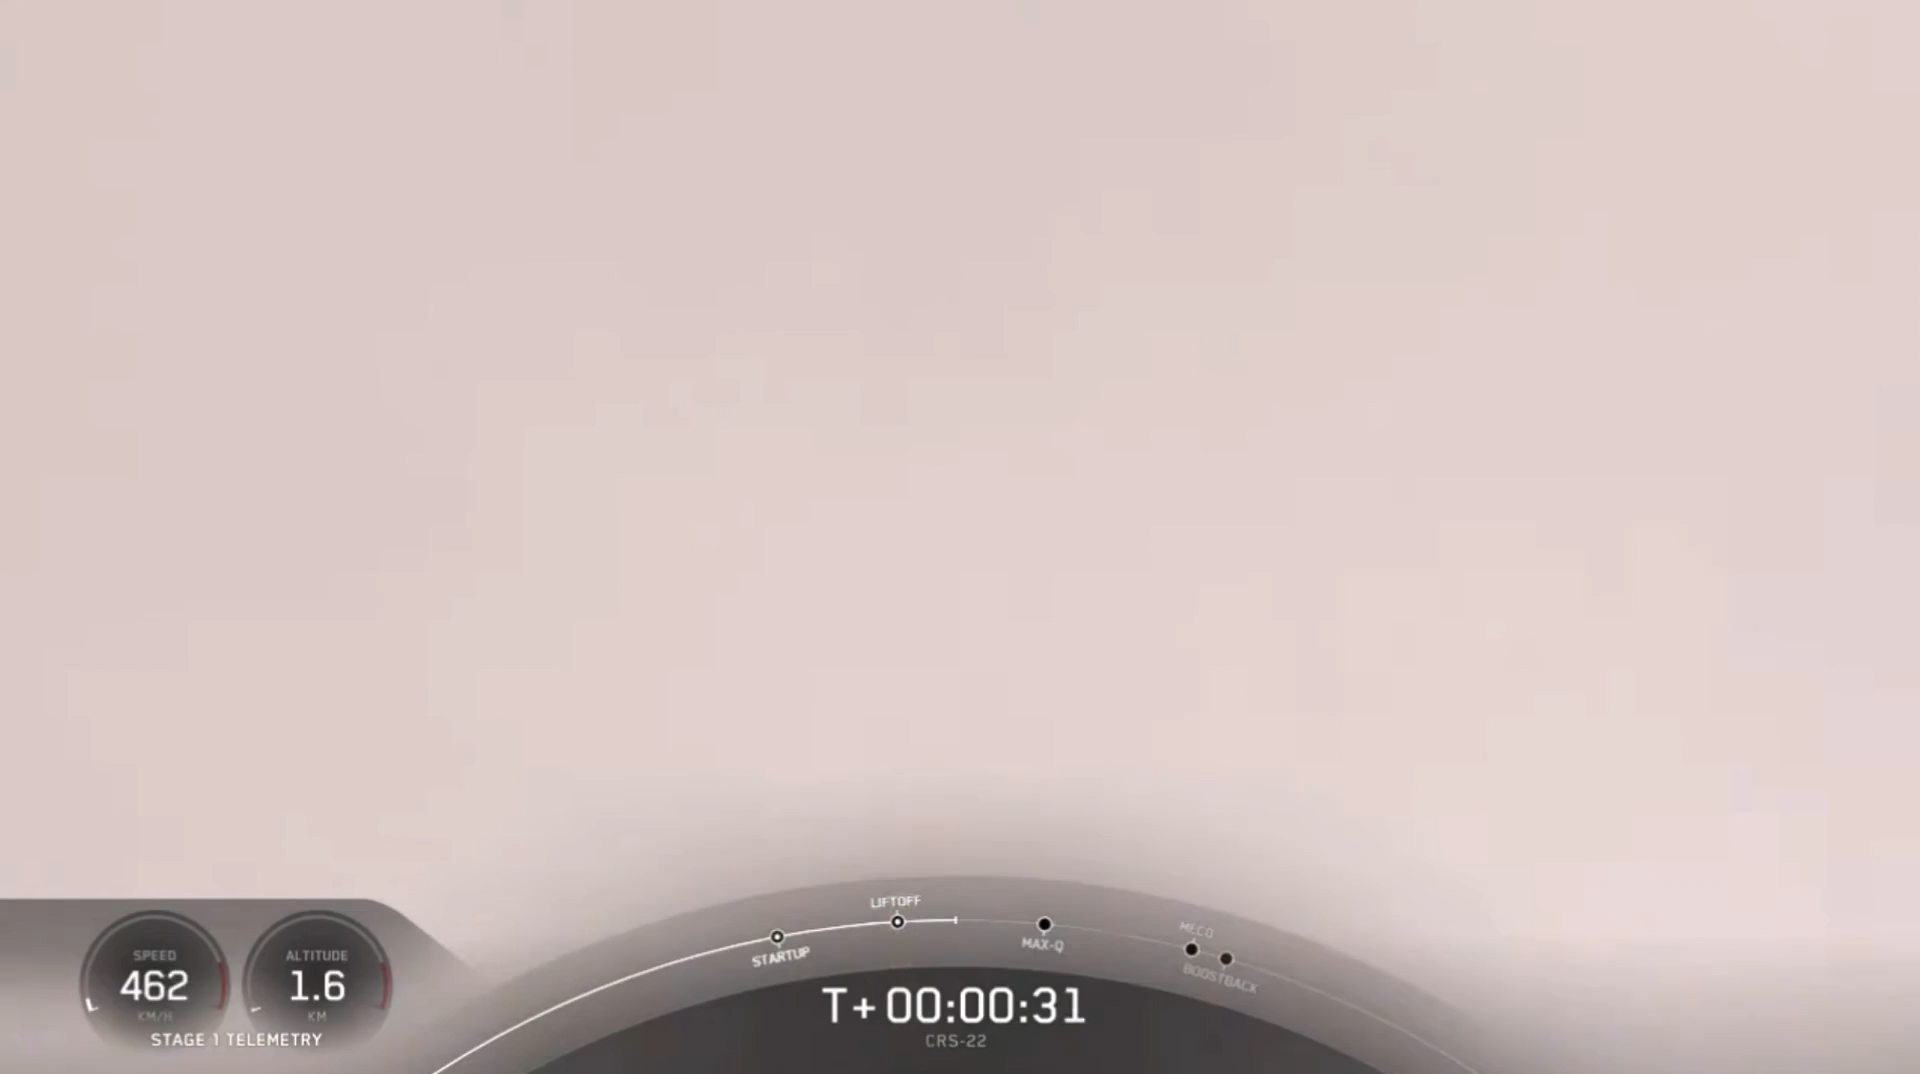 LIFTOFF
STARTUP
MAX-Q
MECO
BOOSTBACK
SPEED
462
KM/H
ALTITUDE
1.6
KM
STAGE 1 TELEMETRY
T+00:00:31
CRS-22